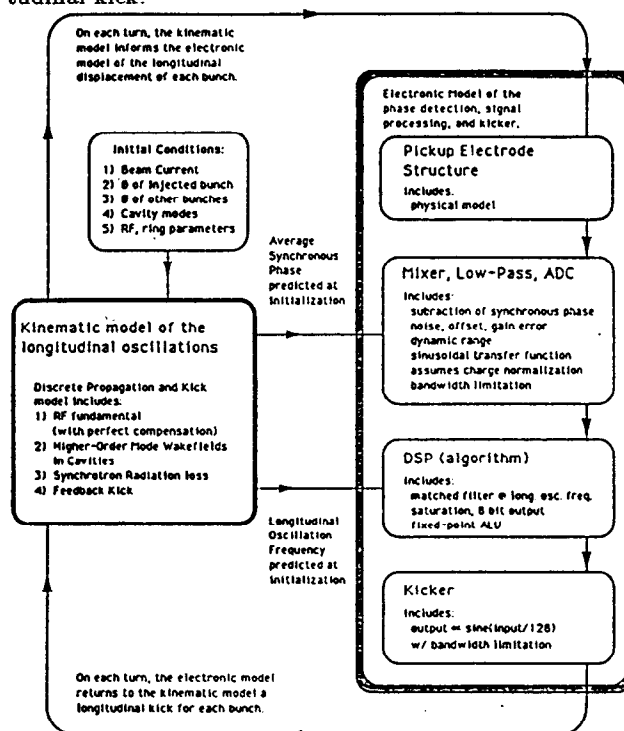 tudinal kick.
On each turn, the kinematic
model informs the electronic
model of the longitudinal
displacement of each bunch.
Electronic Model of the
phase detection, signal
processing, and kicker.
Initial Conditions:
1) Beam Current
2) Ø of injected bunch
3) Ø of other bunches
4) Cavity modes
5) RF, ring parameters
Pickup Electrode
Structure
Includes:
physical model
Average
Synchronous
Phase
predicted at
Initialization
Mixer, Low-Pass, ADC
Includes:
subtraction of synchronous phase
noise, offset, gain error
dynamic range
sinusoidal transfer function
assumes charge normalization
bandwidth limitation
Kinematic model of the
longitudinal oscillations
Discrete Propagation and Kick
model includes:
1) RF fundamental
(with perfect compensation)
2) Higher-Order Mode Wakefields
in Cavities
3) Synchrotron Radiation loss
4) Feedback Kick
DSP (algorithm)
Includes:
matched filter @ long. osc. freq.
saturation, 8 bit output
fixed-point ALU
Longitudinal
Oscillation
Frequency
predicted at
Initialization
Kicker
Includes:
output ∝ sine(input/128)
w/ bandwidth limitation
On each turn, the electronic model
returns to the kinematic model a
longitudinal kick for each bunch.